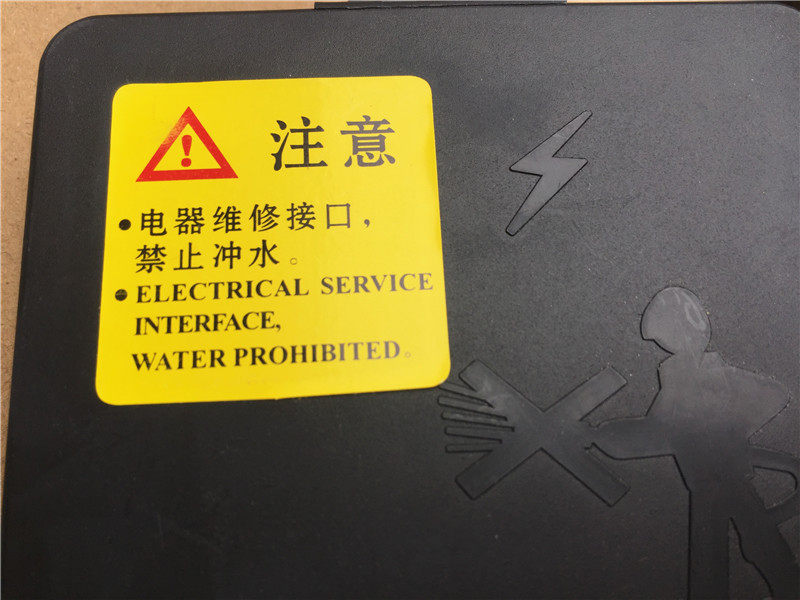 注意
●电器维修接口，
禁止冲水。
●ELECTRICAL SERVICE
INTERFACE,
WATER PROHIBITED。